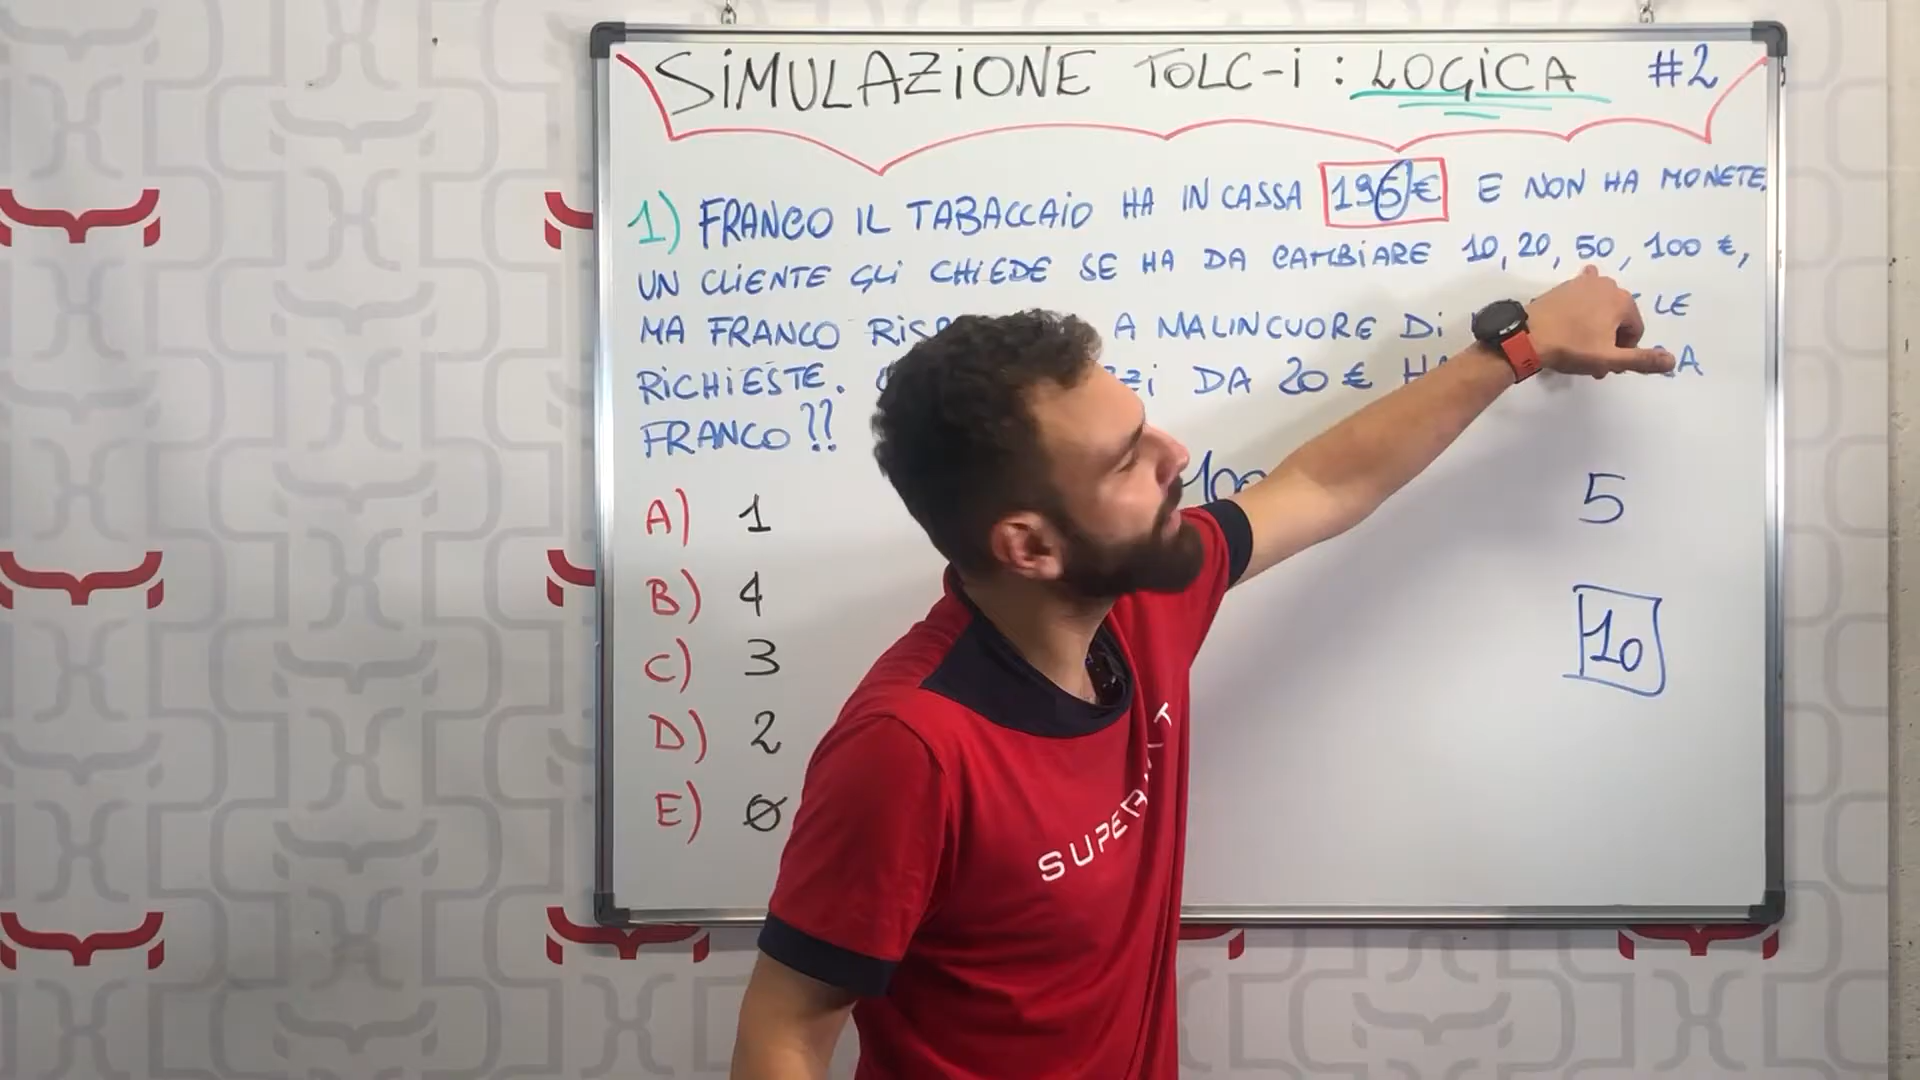 SIMULAZIONE TOLC-i : LOGICA #2
1) FRANCO IL TABACCAIO HA IN CASSA 195€ E NON HA MONETE.
UN CLIENTE GLI CHIEDE SE HA DA CAMBIARE 10, 20, 50, 100 €,
MA FRANCO A MALINCUORE DI LE
RICHIESTE. DA 20 €
FRANCO??
100
5
A) 1
B) 4
10
C) 3
D) 2
E) 0